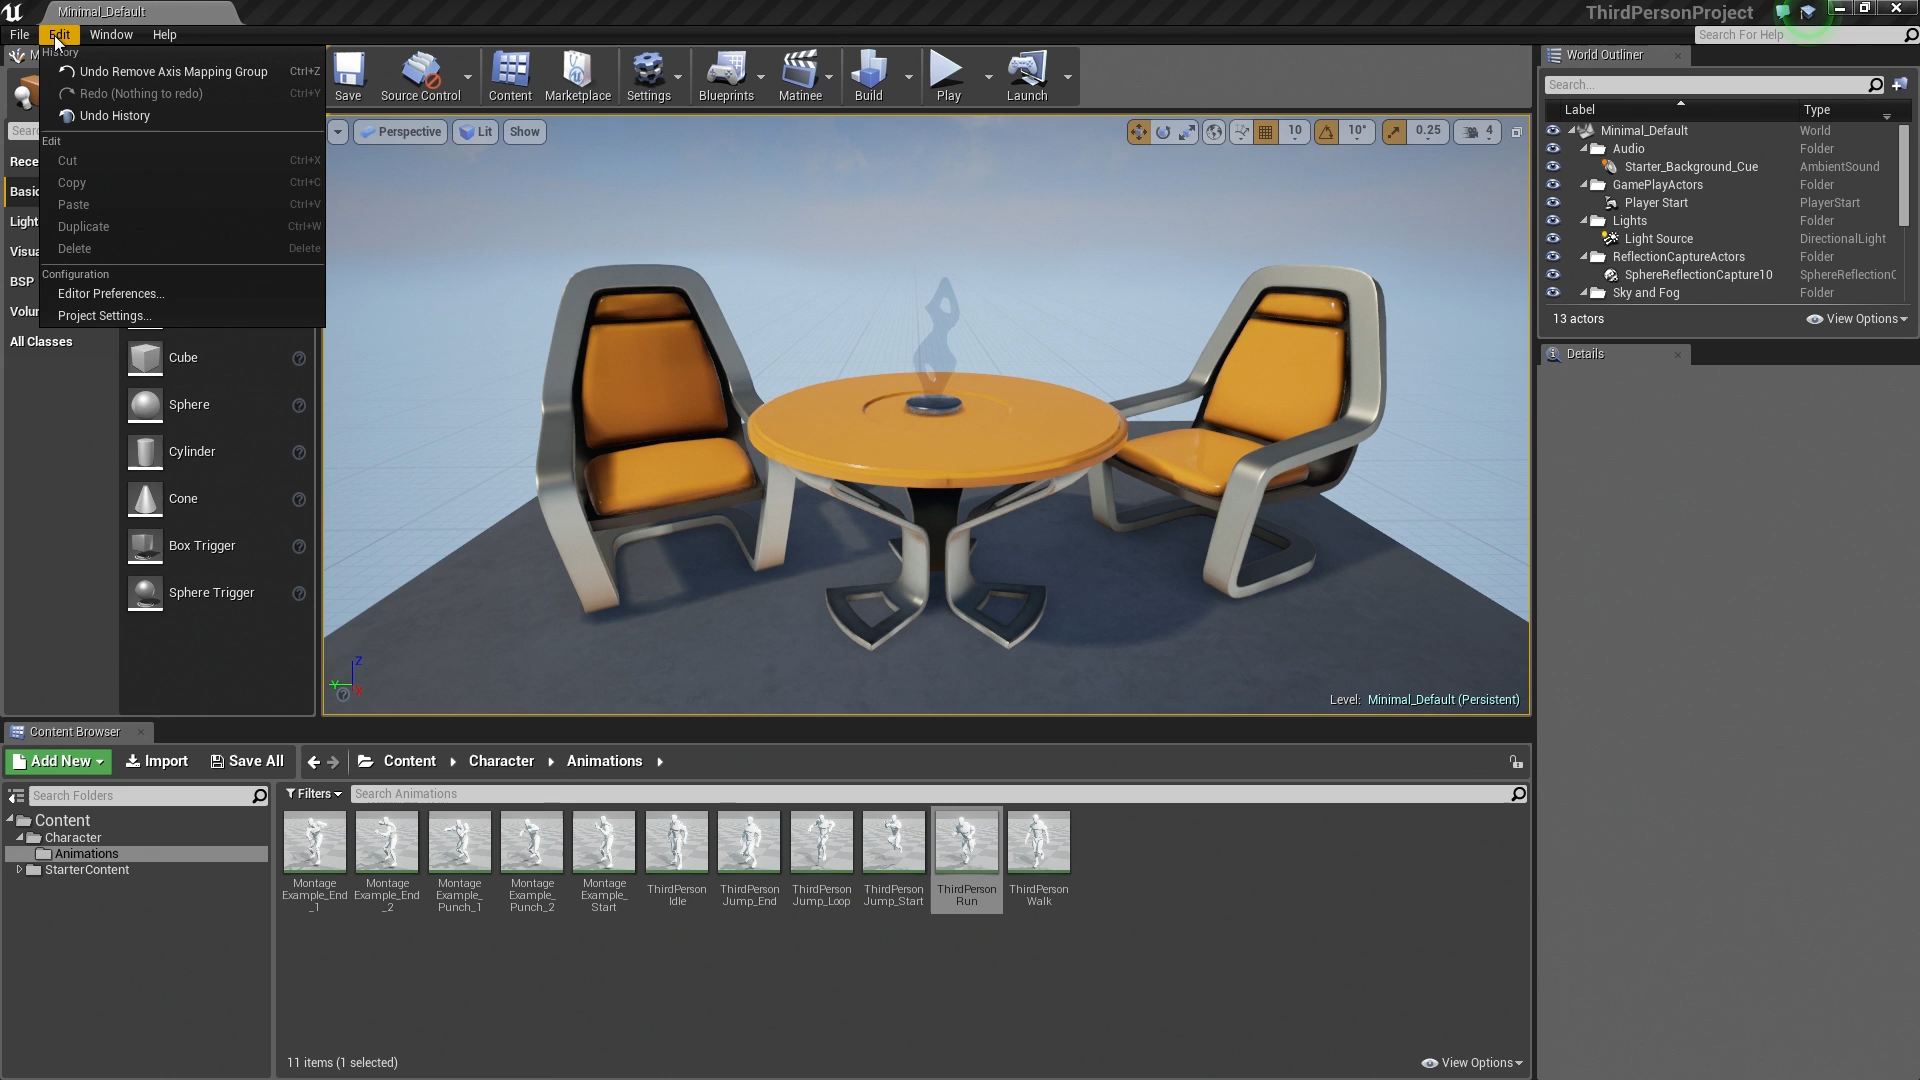 Minimal_Default
ThirdPersonProject
File Edit Window Help
Search For Help
History
Undo Remove Axis Mapping Group Ctrl+Z
Redo (Nothing to redo) Ctrl+Y
Undo History
Edit
Cut Ctrl+X
Copy Ctrl+C
Paste Ctrl+V
Duplicate Ctrl+W
Delete Delete
Configuration
Editor Preferences...
Project Settings...
Save
Source Control
Content
Marketplace
Settings
Blueprints
Matinee
Build
Play
Launch
Perspective Lit Show
10 10° 0.25 4
All Classes
Cube
Sphere
Cylinder
Cone
Box Trigger
Sphere Trigger
BSP
Z
Y
X
Level: Minimal_Default (Persistent)
World Outliner
Search...
Label Type
Minimal_Default World
Audio Folder
Starter_Background_Cue AmbientSound
GamePlayActors Folder
Player Start PlayerStart
Lights Folder
Light Source DirectionalLight
ReflectionCaptureActors Folder
SphereReflectionCapture10 SphereReflectionC
Sky and Fog Folder
13 actors View Options
Details
Content Browser
Add New Import Save All Content Character Animations
Search Folders
Filters Search Animations
Content
Character
Animations
StarterContent
Montage
Example_End
_1
Montage
Example_End
_2
Montage
Example_
Punch_1
Montage
Example_
Punch_2
Montage
Example_
Start
ThirdPerson
Idle
ThirdPerson
Jump_End
ThirdPerson
Jump_Loop
ThirdPerson
Jump_Start
ThirdPerson
Run
ThirdPerson
Walk
11 items (1 selected) View Options